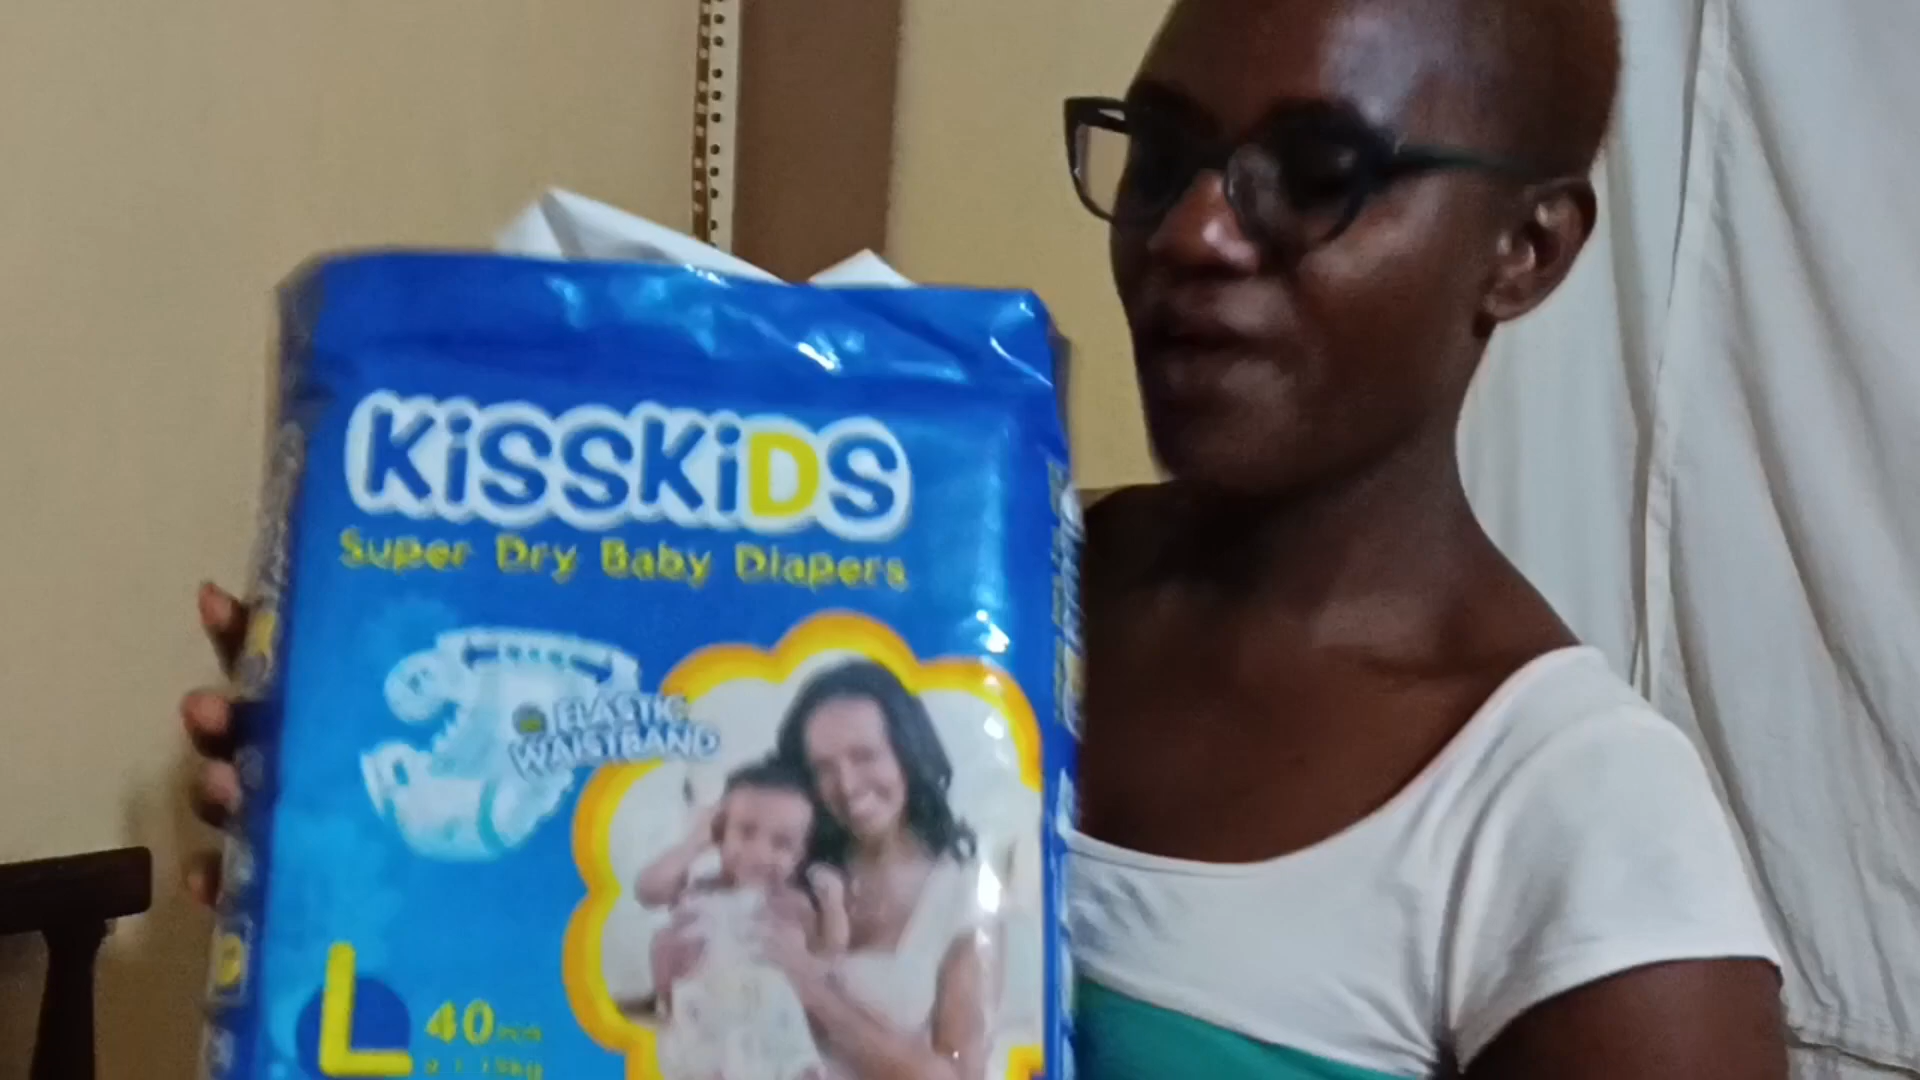 KiSSKiDS
Super Dry Baby Diapers
ELASTIC
WAISTBAND
L
40